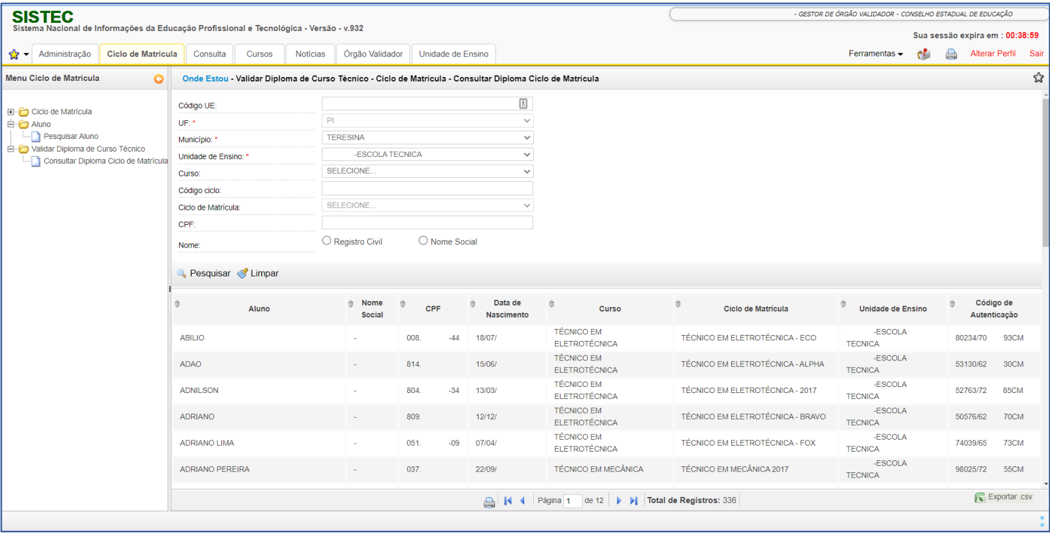 SISTEC
Sistema Nacional de Informações da Educação Profissional e Tecnológica - Versão - v.932
- GESTOR DE ÓRGÃO VALIDADOR - CONSELHO ESTADUAL DE EDUCAÇÃO
Sua sessão expira em : 00:38:59
Administração Ciclo de Matrícula Consulta Cursos Notícias Órgão Validador Unidade de Ensino Ferramentas Alterar Perfil Sair
Menu Ciclo de Matrícula
Onde Estou - Validar Diploma de Curso Técnico - Ciclo de Matrícula - Consultar Diploma Ciclo de Matrícula
Ciclo de Matrícula
Aluno
Pesquisar Aluno
Validar Diploma de Curso Técnico
Consultar Diploma Ciclo de Matrícula
Código UE:
UF: * PI
Município: * TERESINA
Unidade de Ensino: * -ESCOLA TECNICA
Curso: SELECIONE...
Código ciclo:
Ciclo de Matrícula: SELECIONE...
CPF:
Nome: Registro Civil Nome Social
Pesquisar Limpar
Aluno Nome Social CPF Data de Nascimento Curso Ciclo de Matrícula Unidade de Ensino Código de Autenticação
ABILIO - 008. -44 18/07/ TÉCNICO EM ELETROTÉCNICA TÉCNICO EM ELETROTÉCNICA - ECO -ESCOLA TECNICA 80234/70 93CM
ADAO - 814. 15/06/ TÉCNICO EM ELETROTÉCNICA TÉCNICO EM ELETROTÉCNICA - ALPHA -ESCOLA TECNICA 53130/62 30CM
ADNILSON - 804. -34 13/03/ TÉCNICO EM ELETROTÉCNICA TÉCNICO EM ELETROTÉCNICA - 2017 -ESCOLA TECNICA 52763/72 85CM
ADRIANO - 809. 12/12/ TÉCNICO EM ELETROTÉCNICA TÉCNICO EM ELETROTÉCNICA - BRAVO -ESCOLA TECNICA 50576/62 70CM
ADRIANO LIMA - 051. -09 07/04/ TÉCNICO EM ELETROTÉCNICA TÉCNICO EM ELETROTÉCNICA - FOX -ESCOLA TECNICA 74039/65 73CM
ADRIANO PEREIRA - 037. 22/09/ TÉCNICO EM MECÂNICA TÉCNICO EM MECÂNICA 2017 -ESCOLA TECNICA 98025/72 55CM
Página 1 de 12 Total de Registros: 336 Exportar .csv